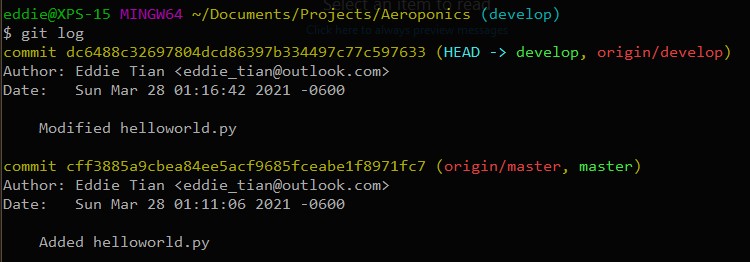 Select an item to read
Click here to always preview messages
eddie@XPS-15 MINGW64 ~/Documents/Projects/Aeroponics (develop)
$ git log
commit dc6488c32697804dcd86397b334497c77c597633 (HEAD -> develop, origin/develop)
Author: Eddie Tian <eddie_tian@outlook.com>
Date:   Sun Mar 28 01:16:42 2021 -0600
    Modified helloworld.py
commit cff3885a9cbea84ee5acf9685fceabe1f8971fc7 (origin/master, master)
Author: Eddie Tian <eddie_tian@outlook.com>
Date:   Sun Mar 28 01:11:06 2021 -0600
    Added helloworld.py